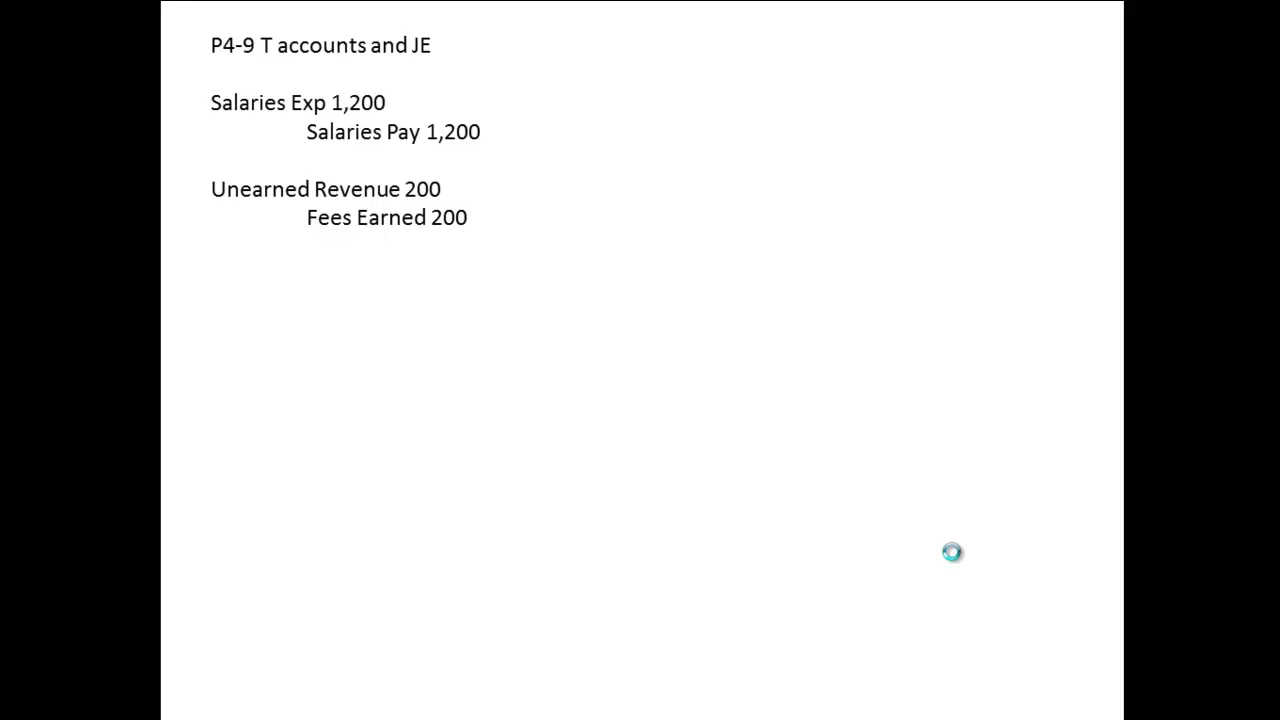 P4-9 T accounts and JE
Salaries Exp 1,200
Salaries Pay 1,200
Unearned Revenue 200
Fees Earned 200